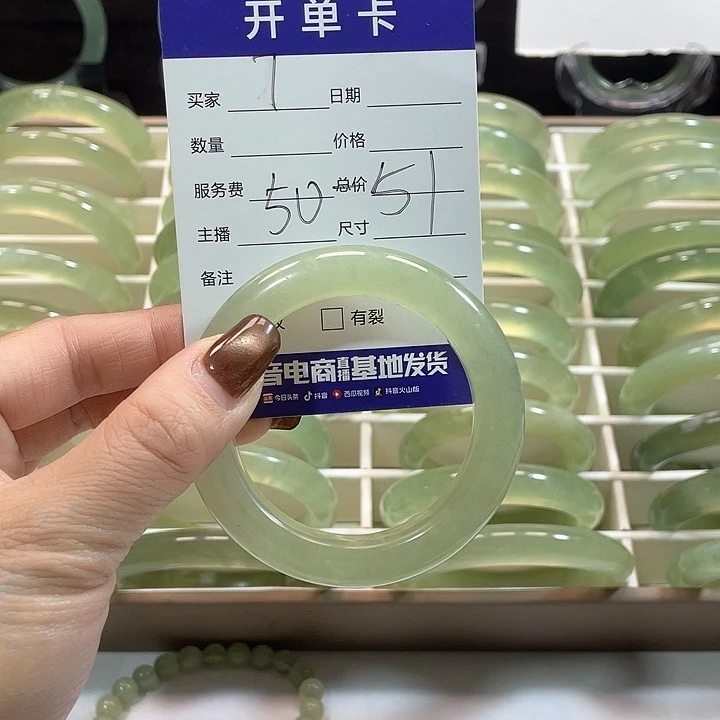 开单卡
买家 1 日期
数量 价格
服务费 50 总价 51
主播 尺寸
备注
有裂
音电商直播基地发货
今日头条 抖音 西瓜视频 抖音火山版